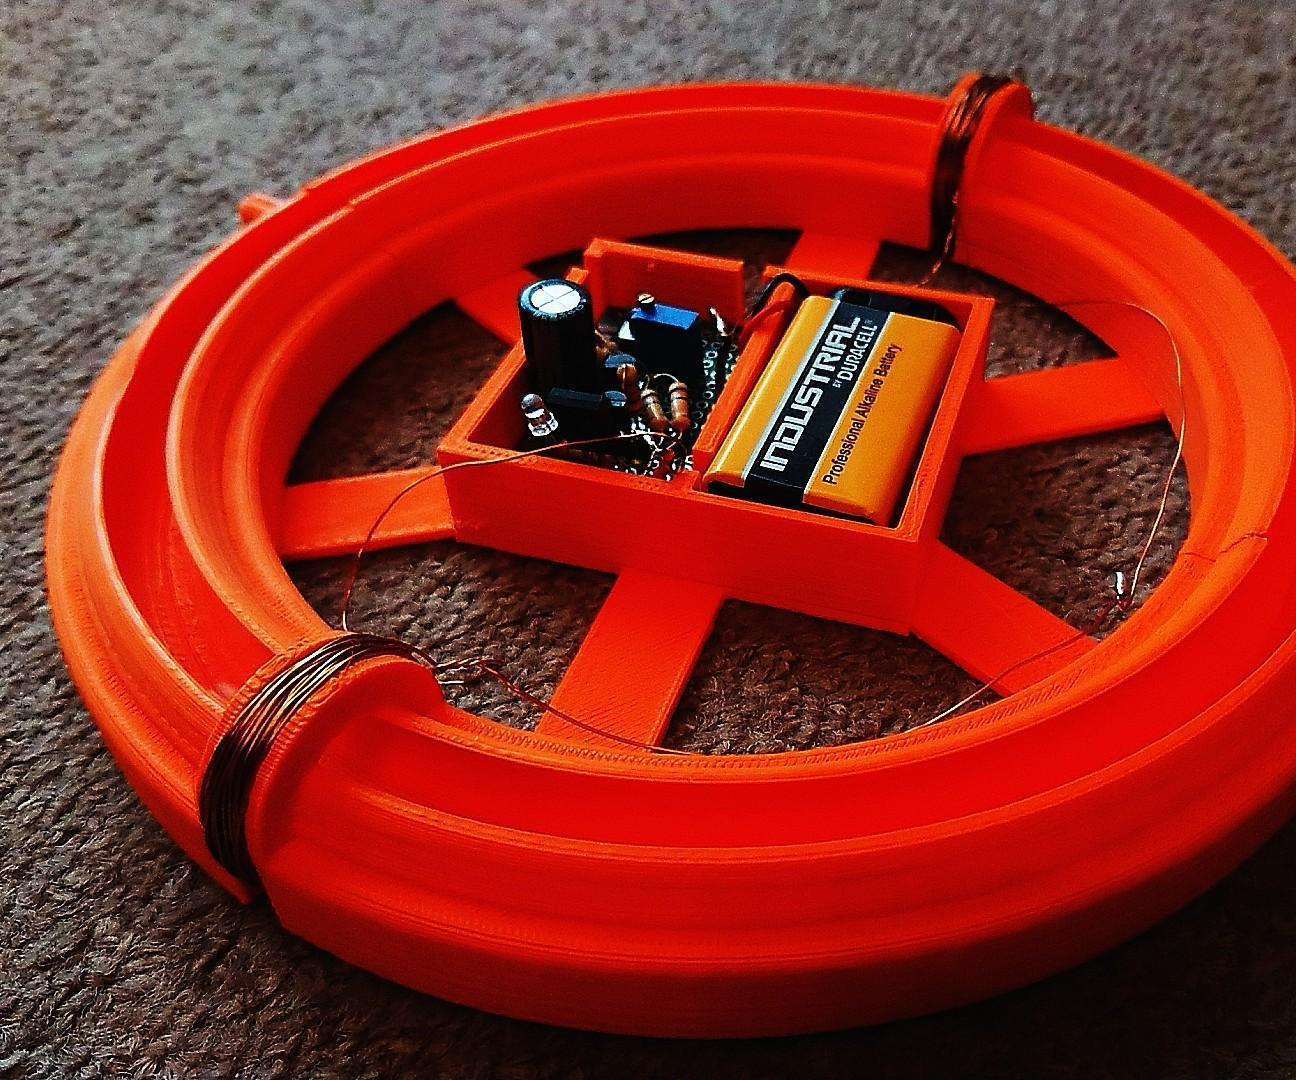 INDUSTRIAL
BY DURACELL®
Professional Alkaline Battery